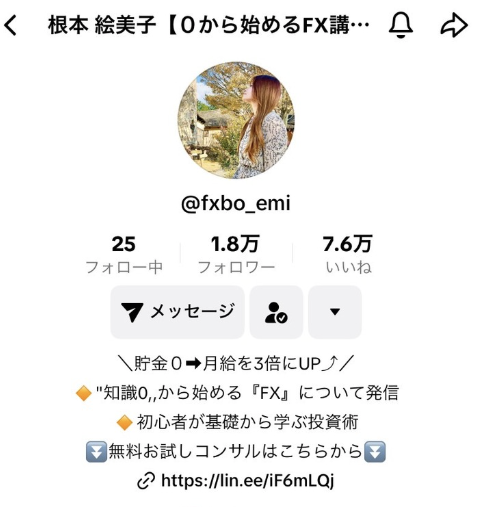 根本 絵美子【０から始めるFX講…
@fxbo_emi
25 1.8万 7.6万
フォロー中 フォロワー いいね
メッセージ
＼貯金０➡月給を3倍にUP⤴／
🔶"知識0,,から始める『FX』について発信
🔶初心者が基礎から学ぶ投資術
⏬無料お試しコンサルはこちらから⏬
https://lin.ee/iF6mLQj